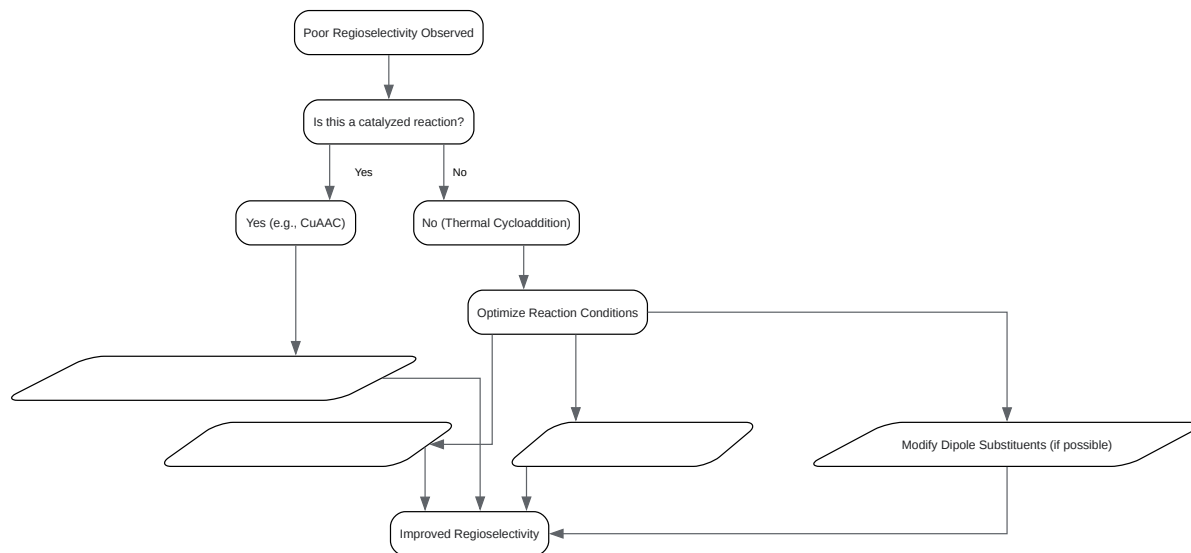 Poor Regioselectivity Observed
Is this a catalyzed reaction?
Yes
No
Yes (e.g., CuAAC)
No (Thermal Cycloaddition)
Optimize Reaction Conditions
Modify Dipole Substituents (if possible)
Improved Regioselectivity